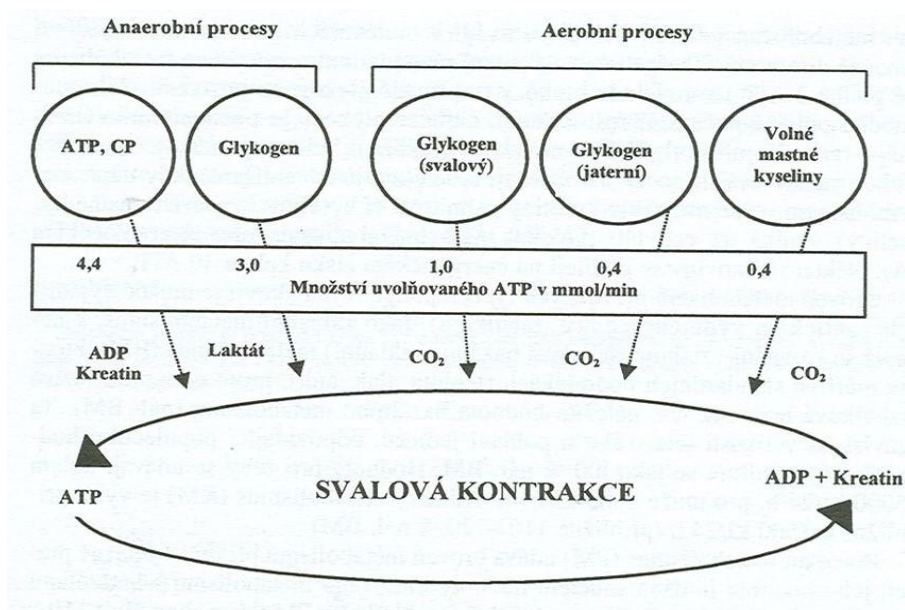 Anaerobní procesy
Aerobní procesy
ATP, CP
Glykogen
Glykogen
(svalový)
Glykogen
(jaterní)
Volné
mastné
kyseliny
4,4 3,0 1,0 0,4 0,4
Množství uvolňovaného ATP v mmol/min
ADP
Kreatin
Laktát
CO₂
CO₂
CO₂
ATP
SVALOVÁ KONTRAKCE
ADP + Kreatin